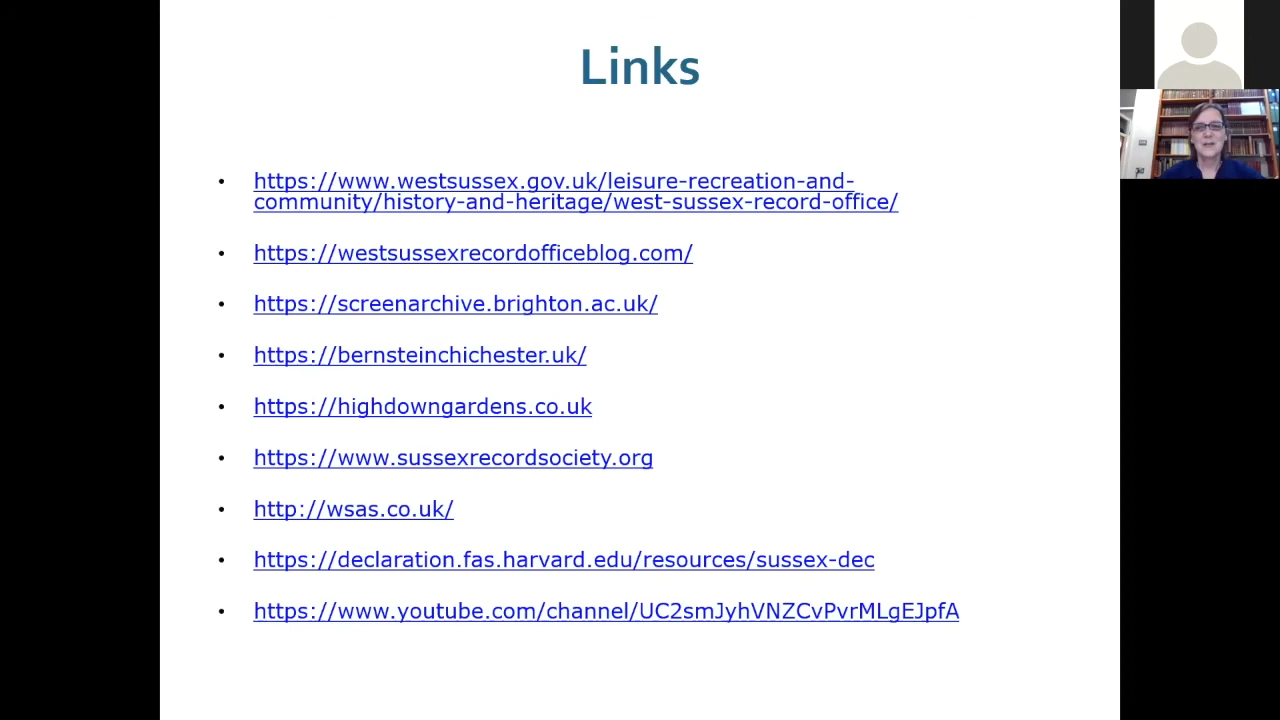 Links
https://www.westsussex.gov.uk/leisure-recreation-and-
community/history-and-heritage/west-sussex-record-office/
https://westsussexrecordofficeblog.com/
https://screenarchive.brighton.ac.uk/
https://bernsteinchichester.uk/
https://highdowngardens.co.uk
https://www.sussexrecordsociety.org
http://wsas.co.uk/
https://declaration.fas.harvard.edu/resources/sussex-dec
https://www.youtube.com/channel/UC2smJyhVNZCvPvrMLgEJpfA